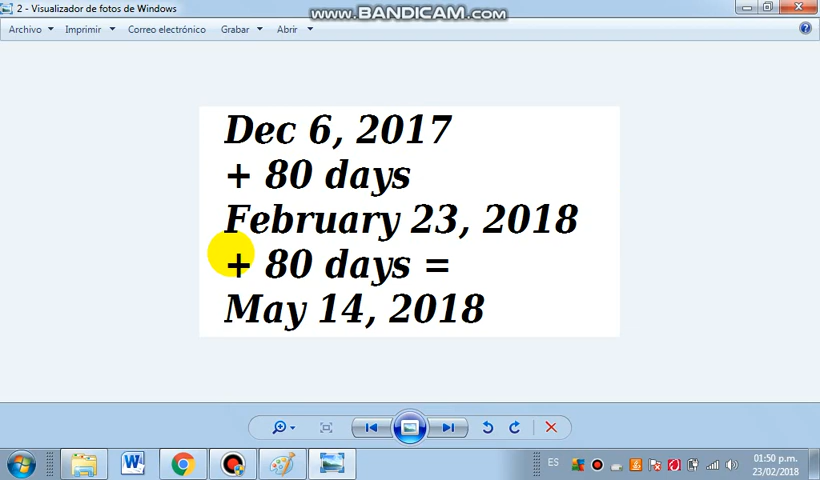 2 - Visualizador de fotos de Windows
www.BANDICAM.com
Archivo Imprimir Correo electrónico Grabar Abrir
Dec 6, 2017
+ 80 days
February 23, 2018
+ 80 days =
May 14, 2018
ES
01:50 p.m.
23/02/2018